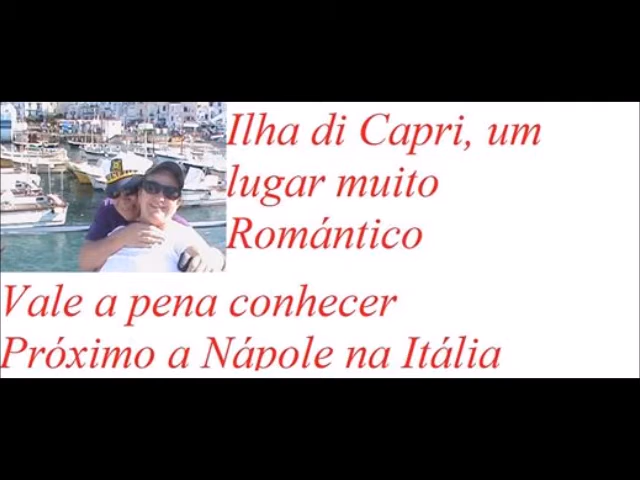 Ilha di Capri, um
lugar muito
Romántico
Vale a pena conhecer
Próximo a Nápole na Itália